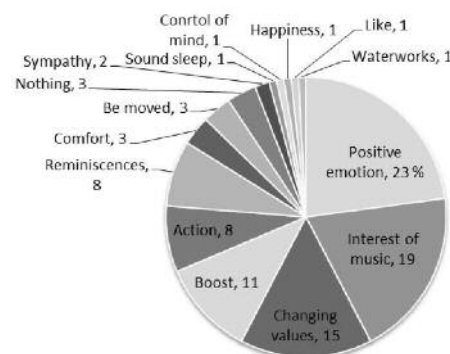 Conrtol of
mind, 1
Happiness, 1
Like, 1
Waterworks, 1
Sympathy, 2
Sound sleep, 1
Nothing, 3
Be moved, 3
Comfort, 3
Reminiscences,
8
Action, 8
Boost, 11
Changing
values, 15
Interest of
music, 19
Positive
emotion, 23%